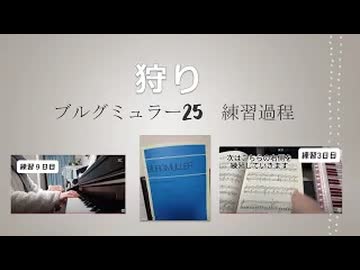 狩り
ブルグミュラー25 練習過程
練習9日目
練習3日目
次はこちらの右側を
練習していきます
BURGMÜLLER